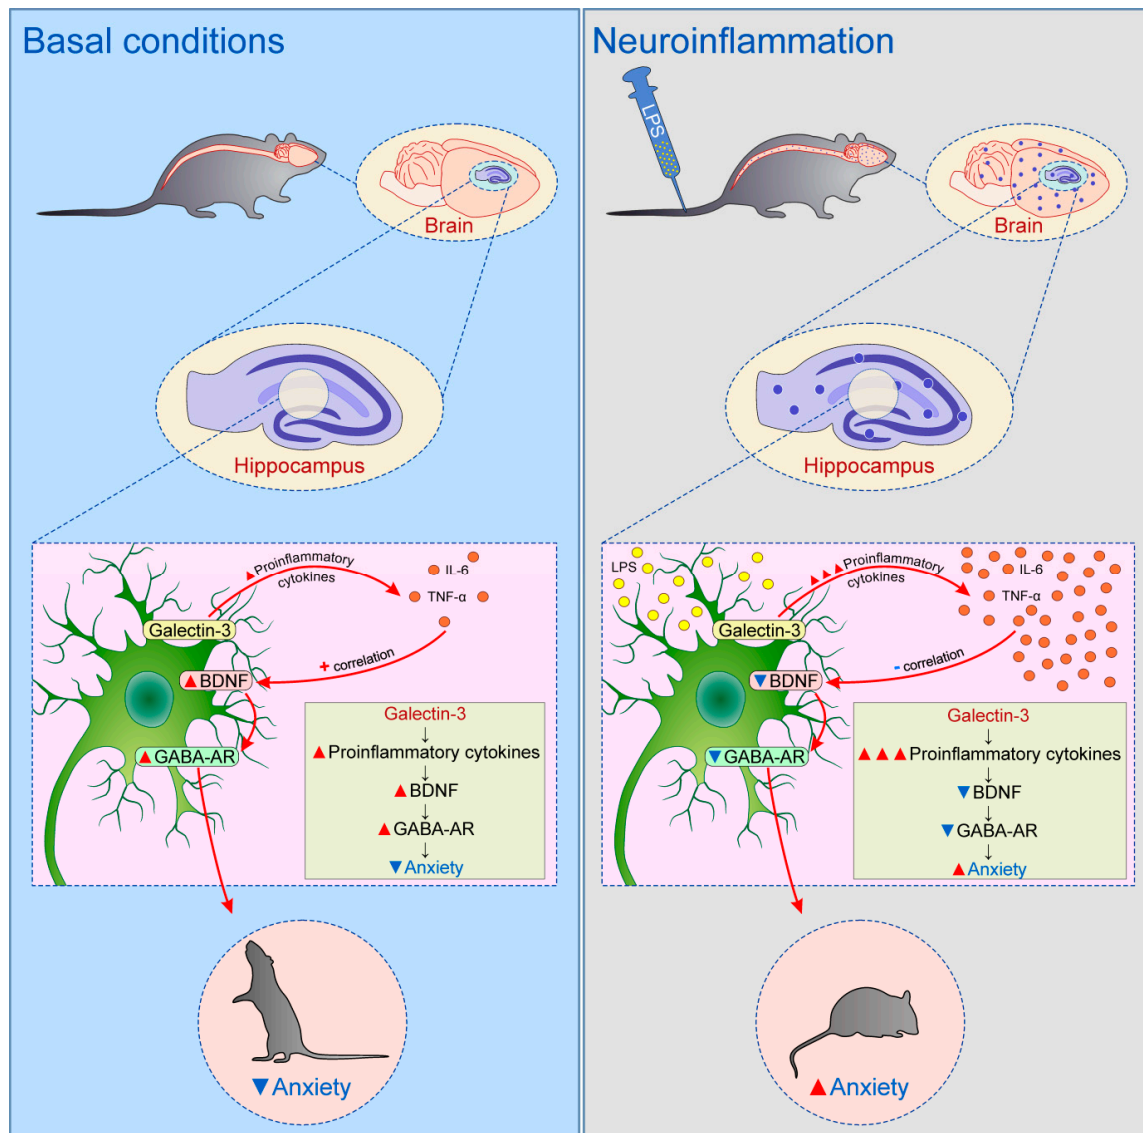 Basal conditions
Brain
Hippocampus
▲Proinflammatory
cytokines
IL-6
TNF-α
Galectin-3
+ correlation
▲BDNF
▲GABA-AR
Galectin-3
↓
▲Proinflammatory cytokines
↓
▲BDNF
↓
▲GABA-AR
↓
▼Anxiety
▼Anxiety
Neuroinflammation
LPS
Brain
Hippocampus
LPS
▲▲▲Proinflammatory
cytokines
IL-6
TNF-α
Galectin-3
- correlation
▼BDNF
▼GABA-AR
Galectin-3
↓
▲▲▲Proinflammatory cytokines
↓
▼BDNF
↓
▼GABA-AR
↓
▲Anxiety
▲Anxiety